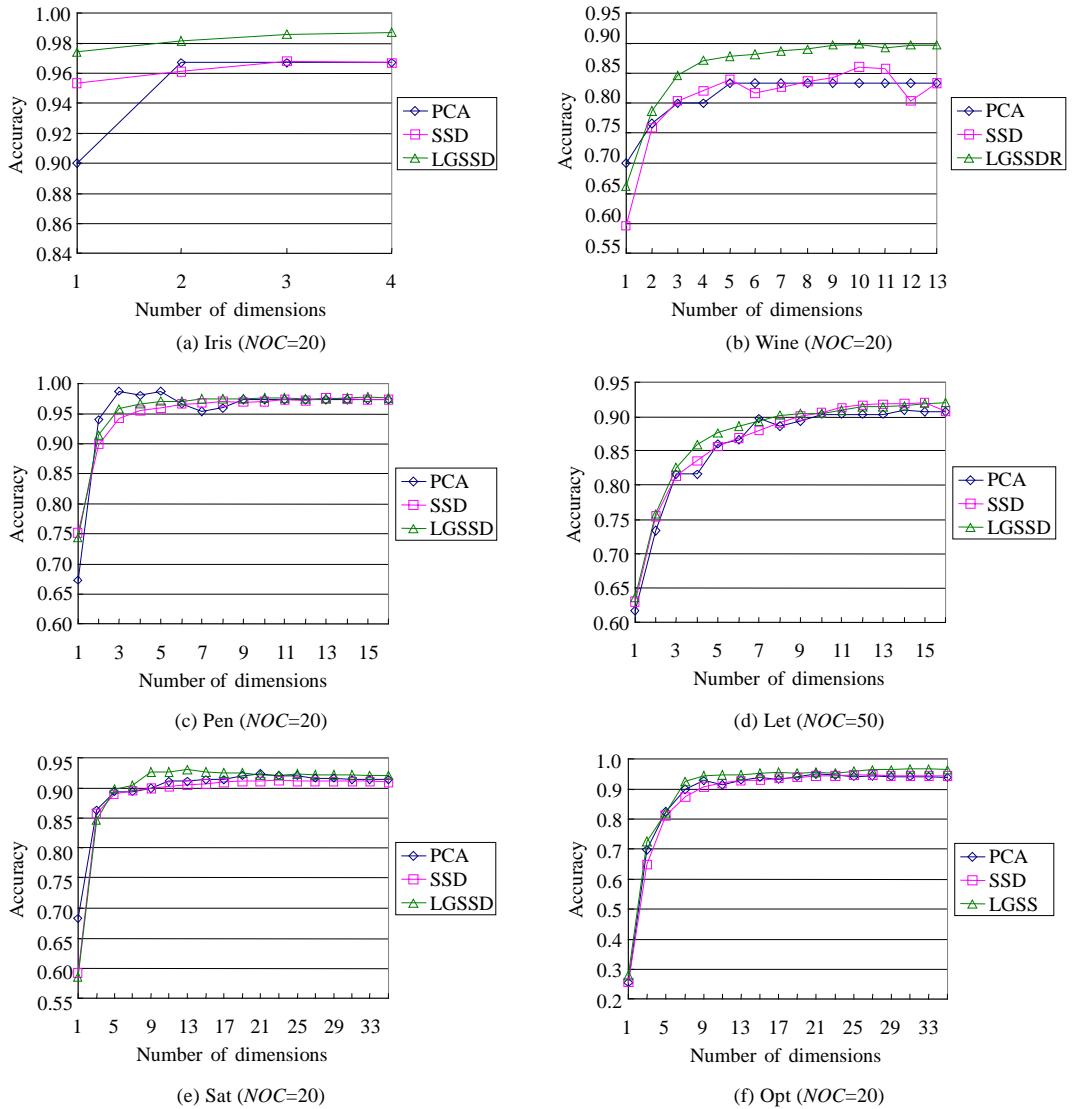 1.00
0.98
0.96
0.94
0.92
0.90
0.88
0.86
0.84
Accuracy
1 2 3 4
Number of dimensions
PCA
SSD
LGSSD
(a) Iris (NOC=20)
0.95
0.90
0.85
0.80
0.70
0.65
0.60
0.55
Accuracy
1 2 3 4 5 6 7 8 9 10 11 12 13
Number of dimensions
PCA
SSD
LGSSDR
(b) Wine (NOC=20)
1.00
0.95
0.90
0.85
0.80
0.75
0.70
0.65
0.60
Accuracy
1 3 5 7 9 11 13 15
Number of dimensions
PCA
SSD
LGSSD
(c) Pen (NOC=20)
0.95
0.90
0.85
0.80
0.75
0.70
0.65
0.60
Accuracy
1 3 5 7 9 11 13 15
Number of dimensions
PCA
SSD
LGSSD
(d) Let (NOC=50)
0.95
0.90
0.85
0.80
0.70
0.65
0.60
0.55
Accuracy
1 5 9 13 17 21 25 29 33
Number of dimensions
PCA
SSD
LGSSD
(e) Sat (NOC=20)
1.0
0.9
0.8
0.7
0.6
0.5
0.4
0.3
0.2
Accuracy
1 5 9 13 17 21 25 29 33
Number of dimensions
PCA
SSD
LGSS
(f) Opt (NOC=20)